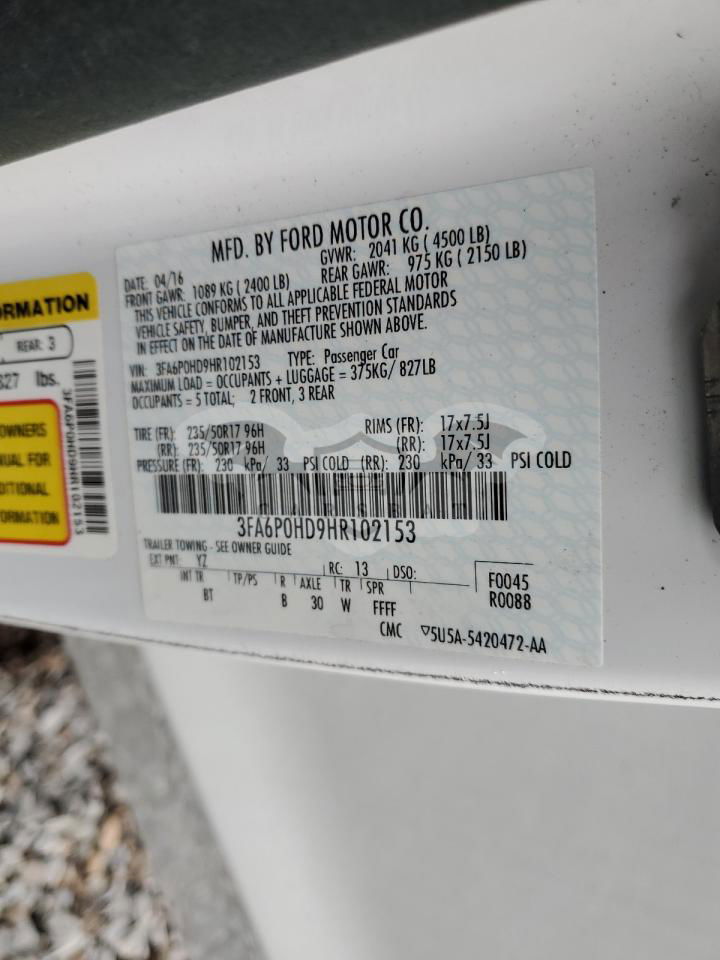 MFD. BY FORD MOTOR CO.
DATE: 04/16 GVWR: 2041 KG ( 4500 LB)
FRONT GAWR: 1089 KG ( 2400 LB) REAR GAWR: 975 KG ( 2150 LB)
THIS VEHICLE CONFORMS TO ALL APPLICABLE FEDERAL MOTOR
VEHICLE SAFETY, BUMPER, AND THEFT PREVENTION STANDARDS
IN EFFECT ON THE DATE OF MANUFACTURE SHOWN ABOVE.
VIN: 3FA6P0HD9HR102153 TYPE: Passenger Car
MAXIMUM LOAD = OCCUPANTS + LUGGAGE = 375KG/ 827LB
OCCUPANTS = 5 TOTAL; 2 FRONT, 3 REAR
TIRE (FR): 235/50R17 96H RIMS (FR): 17x7.5J
(RR): 235/50R17 96H (RR): 17x7.5J
PRESSURE (FR): 230 kPa/ 33 PSI COLD (RR): 230 kPa/ 33 PSI COLD
3FA6P0HD9HR102153
TRAILER TOWING - SEE OWNER GUIDE
EXT PNT: YZ RC: 13 DSO: F0045
INT TR TP/PS R AXLE TR SPR R0088
BT B 30 W FFFF
CMC ▽5U5A-5420472-AA
ORMATION
REAR: 3
827 lbs.
OWNERS
NUAL FOR
DITIONAL
FORMATION
3FA6P0HD9HR102153